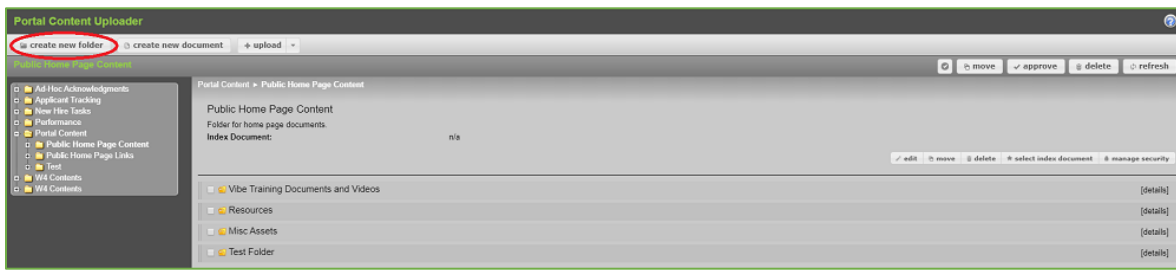 Portal Content Uploader
create new folder create new document upload
Public Home Page Content
move approve delete refresh
Ad-Hoc Acknowledgments
Applicant Tracking
New Hire Tasks
Performance
Portal Content
Public Home Page Content
Public Home Page Links
Test
W4 Contents
W4 Contents
Portal Content ▸ Public Home Page Content
Public Home Page Content
Folder for home page documents.
Index Document: n/a
edit move delete select index document manage security
Vibe Training Documents and Videos [details]
Resources [details]
Misc Assets [details]
Test Folder [details]